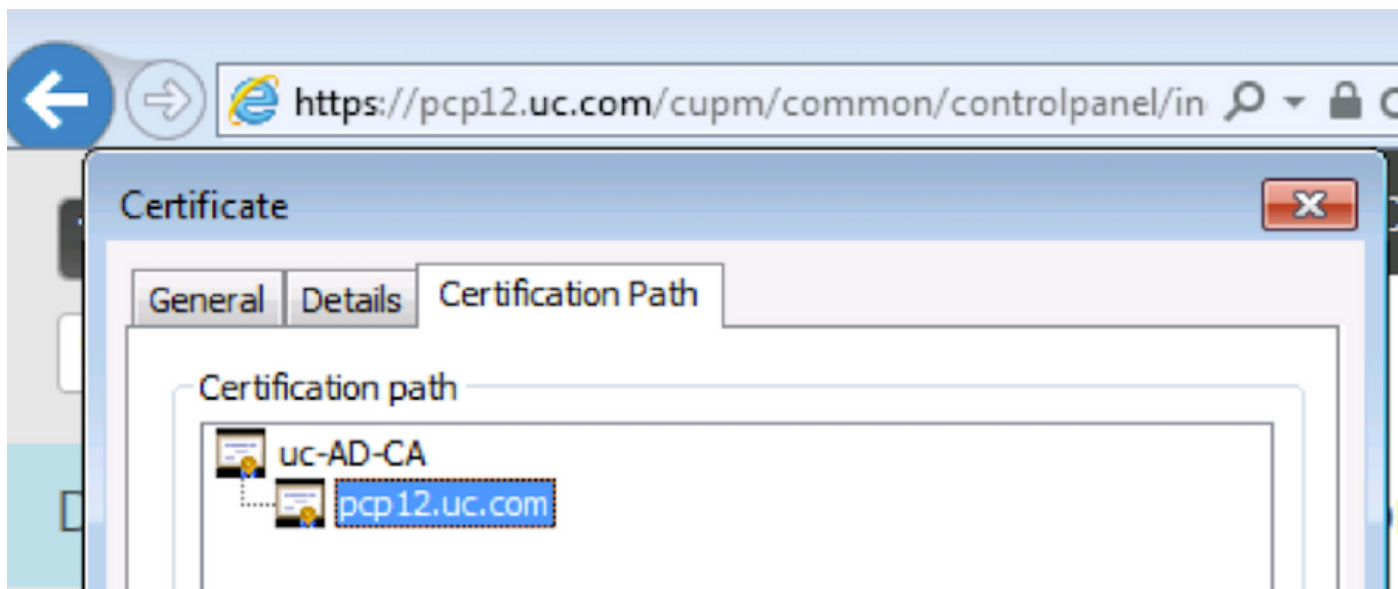 https://pcp12.uc.com/cupm/common/controlpanel/in
Certificate
General Details Certification Path
Certification path
uc-AD-CA
pcp12.uc.com